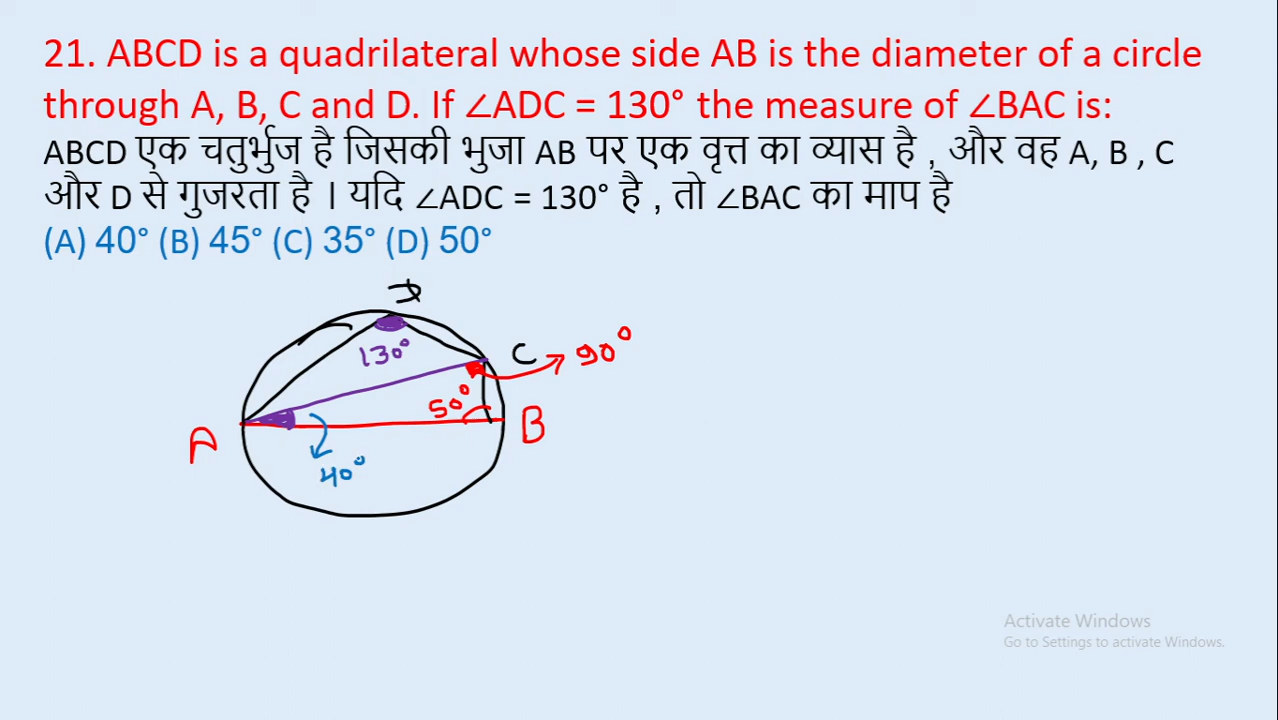 21. ABCD is a quadrilateral whose side AB is the diameter of a circle
through A, B, C and D. If ∠ADC = 130° the measure of ∠BAC is:
ABCD एक चतुर्भुज है जिसकी भुजा AB पर एक वृत्त का व्यास है , और वह A, B , C
और D से गुजरता है । यदि ∠ADC = 130° है , तो ∠BAC का माप है
(A) 40° (B) 45° (C) 35° (D) 50°
D
130°
C
90°
50°
A
B
40°
Activate Windows
Go to Settings to activate Windows.